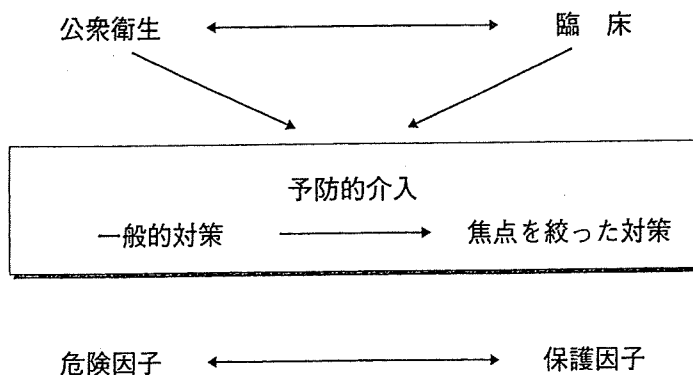 公衆衛生 臨 床
予防的介入
一般的対策 焦点を絞った対策
危険因子 保護因子